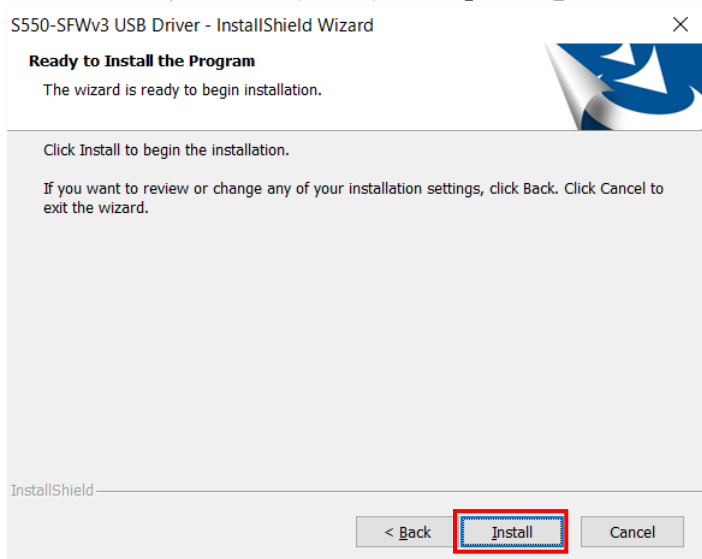 S550-SFWv3 USB Driver - InstallShield Wizard
Ready to Install the Program
The wizard is ready to begin installation.
Click Install to begin the installation.
If you want to review or change any of your installation settings, click Back. Click Cancel to
exit the wizard.
InstallShield
< Back
Install
Cancel